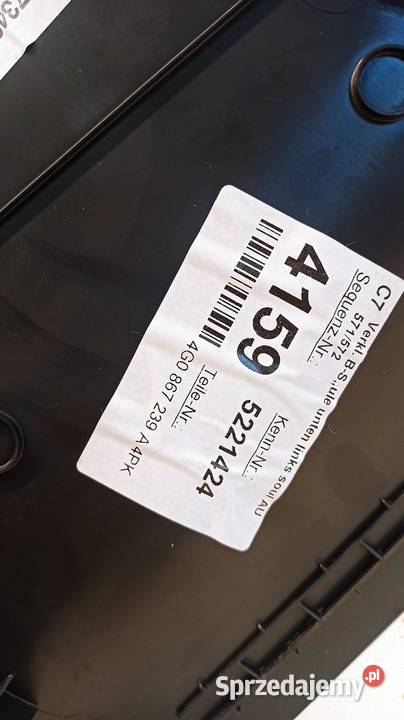 C7 Verkl. B-S„ule unten links soul AU
571/572
Sequenz-Nr.:
Kenn-Nr.:
4159
5221424
Teile-Nr.:
4G0 867 239 A4PK
Sprzedajemy.pl